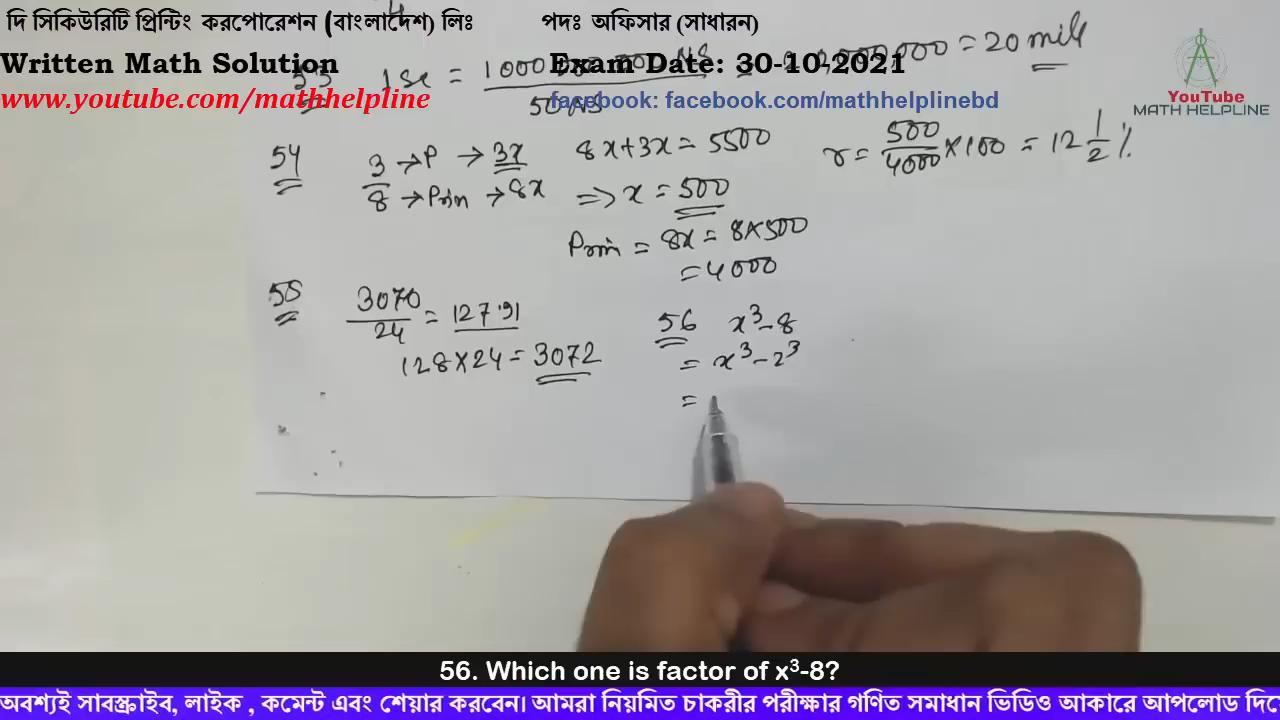 দি সিকিউরিটি প্রিন্টিং করপোরেশন (বাংলাদেশ) লিঃ
পদঃ অফিসার (সাধারন)
Written Math Solution
Exam Date: 30-10-2021
www.youtube.com/mathhelpline
facebook: facebook.com/mathhelplinebd
YouTube
MATH HELPLINE
= 20
50 NS
54
3/8 → P → 3x
→ Prin → 8x
8x+3x = 5500
⇒ x = 500
Prin = 8x = 8×500
= 4000
r = 500/4000 × 100 = 12 1/2 %
55
3070/24 = 127.91
128×24 = 3072
56 x³-8
= x³-2³
=
56. Which one is factor of x³-8?
অবশ্যই সাবস্ক্রাইব, লাইক , কমেন্ট এবং শেয়ার করবেন। আমরা নিয়মিত চাকরীর পরীক্ষার গণিত সমাধান ভিডিও আকারে আপলোড দিয়ে